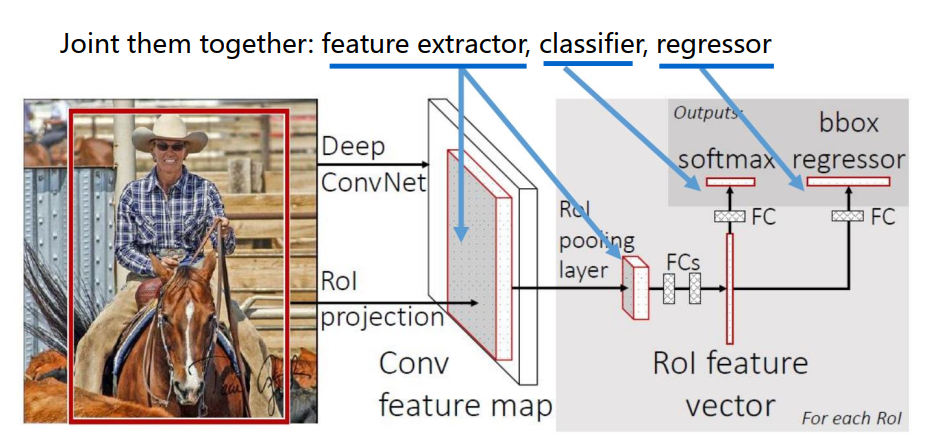 Joint them together: feature extractor, classifier, regressor
Outputs:
bbox
softmax regressor
Deep
ConvNet
RoI
pooling
layer
FC
FC
FCs
RoI
projection
Conv
feature map
RoI feature
vector
For each RoI